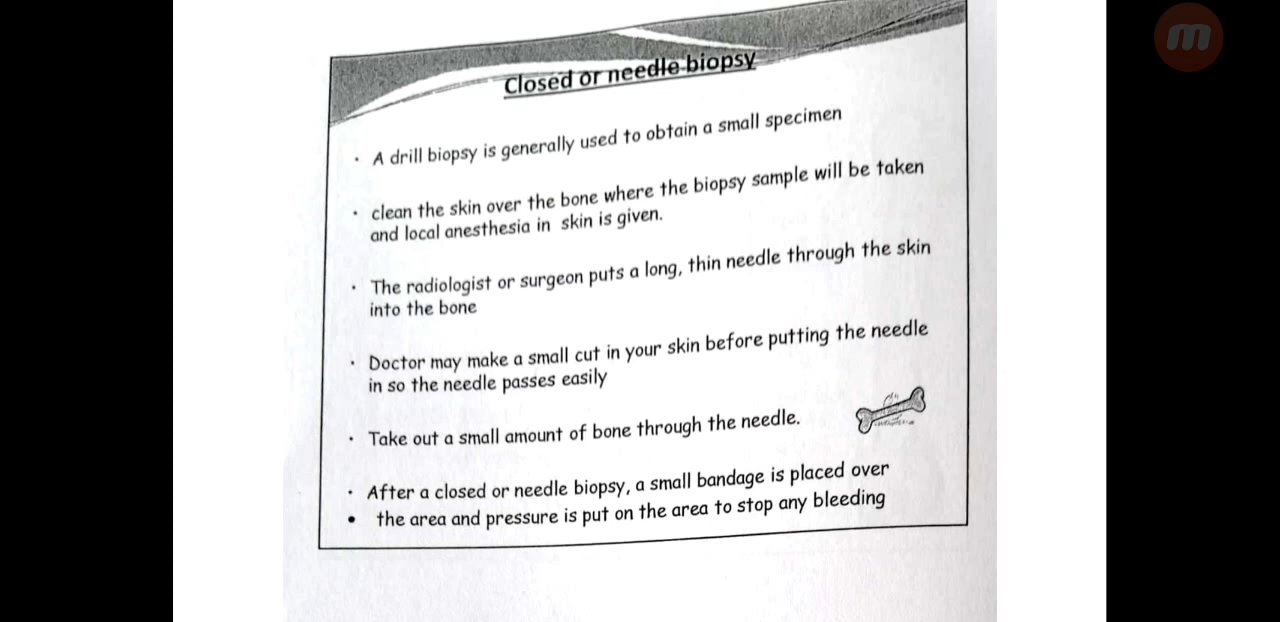 Closed or needle biopsy
· A drill biopsy is generally used to obtain a small specimen
· clean the skin over the bone where the biopsy sample will be taken
and local anesthesia in skin is given.
· The radiologist or surgeon puts a long, thin needle through the skin
into the bone
· Doctor may make a small cut in your skin before putting the needle
in so the needle passes easily
· Take out a small amount of bone through the needle.
· After a closed or needle biopsy, a small bandage is placed over
• the area and pressure is put on the area to stop any bleeding